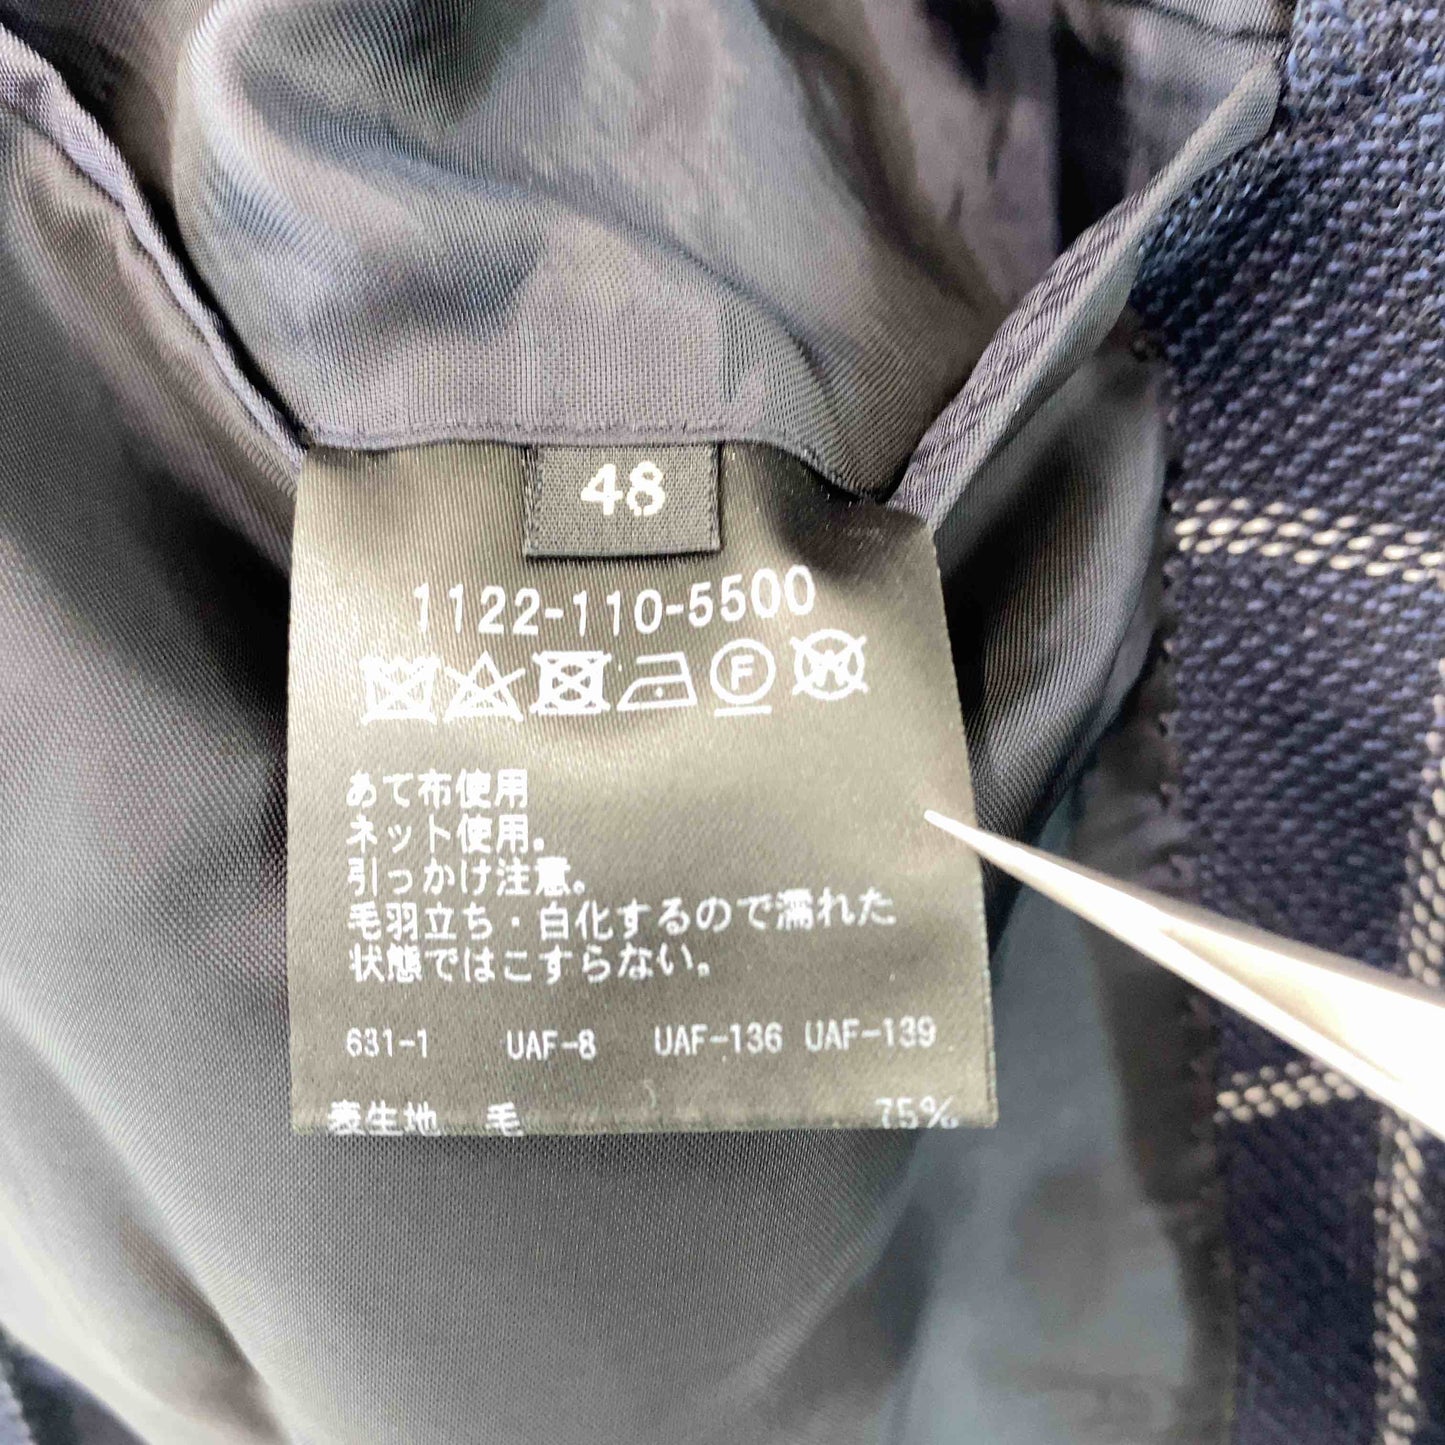 48
1122-110-5500
F
W
あて布使用
ネット使用。
引っかけ注意。
毛羽立ち・白化するので濡れた
状態ではこすらない。
631-1 UAF-8 UAF-136 UAF-139
表生地 毛 75%